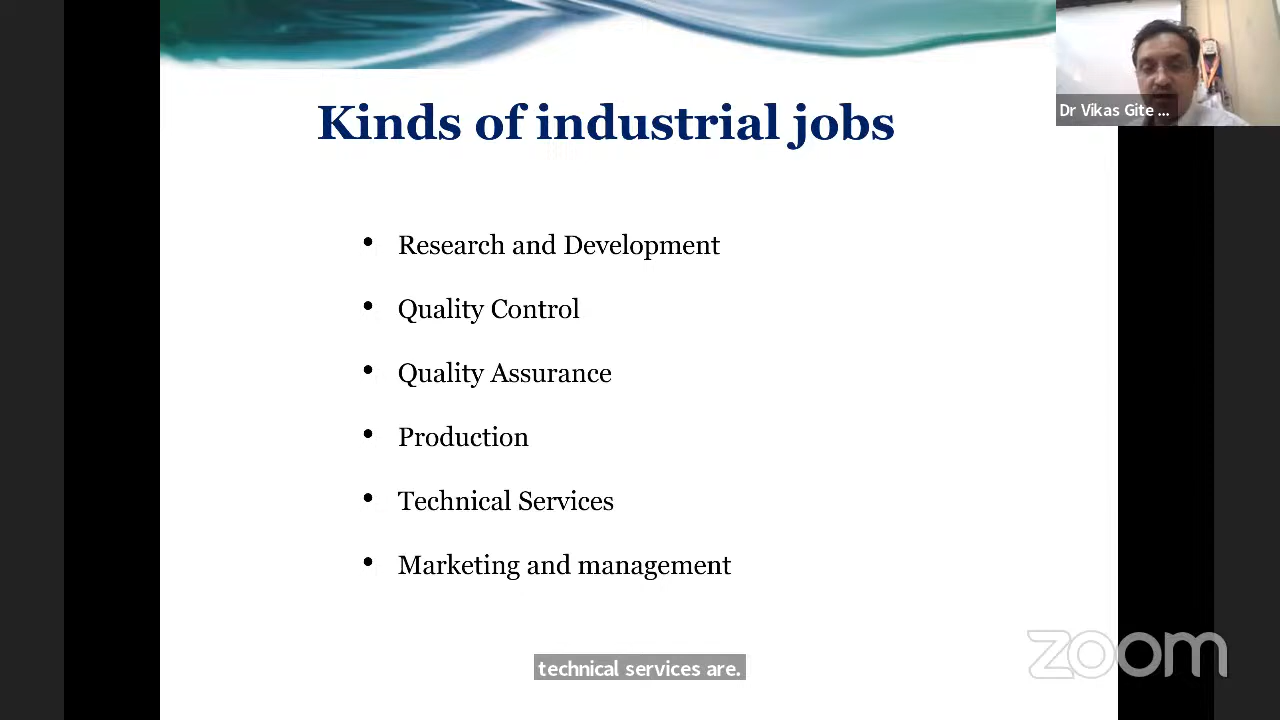 Dr Vikas Gite ...
Kinds of industrial jobs
• Research and Development
• Quality Control
• Quality Assurance
• Production
• Technical Services
• Marketing and management
technical services are.
zoom